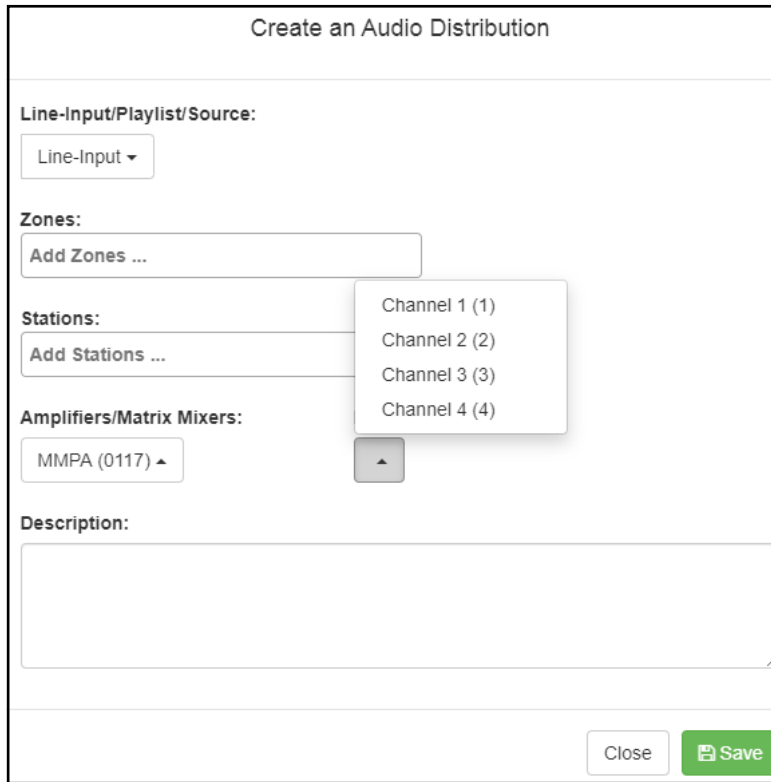 Create an Audio Distribution
Line-Input/Playlist/Source:
Line-Input
Zones:
Add Zones ...
Stations:
Add Stations ...
Channel 1 (1)
Channel 2 (2)
Channel 3 (3)
Channel 4 (4)
Amplifiers/Matrix Mixers:
MMPA (0117)
Description:
Close
Save